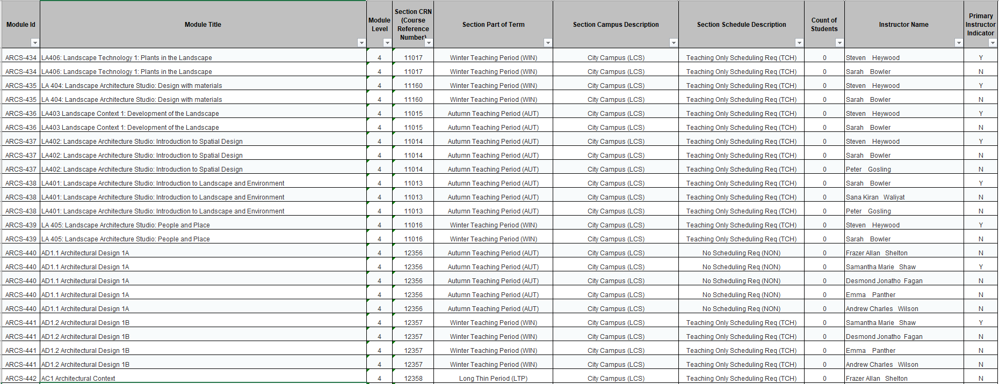 Module Id Module Title Module Level Section CRN (Course Reference Number) Section Part of Term Section Campus Description Section Schedule Description Count of Students Instructor Name Primary Instructor Indicator
ARCS-434 LA406: Landscape Technology 1: Plants in the Landscape 4 11017 Winter Teaching Period (WIN) City Campus (LCS) Teaching Only Scheduling Req (TCH) 0 Steven Heywood Y
ARCS-434 LA406: Landscape Technology 1: Plants in the Landscape 4 11017 Winter Teaching Period (WIN) City Campus (LCS) Teaching Only Scheduling Req (TCH) 0 Sarah Bowler N
ARCS-435 LA 404: Landscape Architecture Studio: Design with materials 4 11160 Winter Teaching Period (WIN) City Campus (LCS) Teaching Only Scheduling Req (TCH) 0 Steven Heywood Y
ARCS-435 LA 404: Landscape Architecture Studio: Design with materials 4 11160 Winter Teaching Period (WIN) City Campus (LCS) Teaching Only Scheduling Req (TCH) 0 Sarah Bowler N
ARCS-436 LA403 Landscape Context 1: Development of the Landscape 4 11015 Autumn Teaching Period (AUT) City Campus (LCS) Teaching Only Scheduling Req (TCH) 0 Steven Heywood Y
ARCS-436 LA403 Landscape Context 1: Development of the Landscape 4 11015 Autumn Teaching Period (AUT) City Campus (LCS) Teaching Only Scheduling Req (TCH) 0 Sarah Bowler N
ARCS-437 LA402: Landscape Architecture Studio: Introduction to Spatial Design 4 11014 Autumn Teaching Period (AUT) City Campus (LCS) Teaching Only Scheduling Req (TCH) 0 Steven Heywood Y
ARCS-437 LA402: Landscape Architecture Studio: Introduction to Spatial Design 4 11014 Autumn Teaching Period (AUT) City Campus (LCS) Teaching Only Scheduling Req (TCH) 0 Sarah Bowler N
ARCS-437 LA402: Landscape Architecture Studio: Introduction to Spatial Design 4 11014 Autumn Teaching Period (AUT) City Campus (LCS) Teaching Only Scheduling Req (TCH) 0 Peter Gosling N
ARCS-438 LA401: Landscape Architecture Studio: Introduction to Landscape and Environment 4 11013 Autumn Teaching Period (AUT) City Campus (LCS) Teaching Only Scheduling Req (TCH) 0 Sarah Bowler Y
ARCS-438 LA401: Landscape Architecture Studio: Introduction to Landscape and Environment 4 11013 Autumn Teaching Period (AUT) City Campus (LCS) Teaching Only Scheduling Req (TCH) 0 Sana Kiran Waliyat N
ARCS-438 LA401: Landscape Architecture Studio: Introduction to Landscape and Environment 4 11013 Autumn Teaching Period (AUT) City Campus (LCS) Teaching Only Scheduling Req (TCH) 0 Peter Gosling N
ARCS-439 LA 405: Landscape Architecture Studio: People and Place 4 11016 Winter Teaching Period (WIN) City Campus (LCS) Teaching Only Scheduling Req (TCH) 0 Steven Heywood Y
ARCS-439 LA 405: Landscape Architecture Studio: People and Place 4 11016 Winter Teaching Period (WIN) City Campus (LCS) Teaching Only Scheduling Req (TCH) 0 Sarah Bowler N
ARCS-440 AD1.1 Architectural Design 1A 4 12356 Autumn Teaching Period (AUT) City Campus (LCS) No Scheduling Req (NON) 0 Frazer Allan Shelton N
ARCS-440 AD1.1 Architectural Design 1A 4 12356 Autumn Teaching Period (AUT) City Campus (LCS) No Scheduling Req (NON) 0 Samantha Marie Shaw Y
ARCS-440 AD1.1 Architectural Design 1A 4 12356 Autumn Teaching Period (AUT) City Campus (LCS) No Scheduling Req (NON) 0 Desmond Jonatho Fagan N
ARCS-440 AD1.1 Architectural Design 1A 4 12356 Autumn Teaching Period (AUT) City Campus (LCS) No Scheduling Req (NON) 0 Emma Panther N
ARCS-440 AD1.1 Architectural Design 1A 4 12356 Autumn Teaching Period (AUT) City Campus (LCS) No Scheduling Req (NON) 0 Andrew Charles Wilson N
ARCS-441 AD1.2 Architectural Design 1B 4 12357 Winter Teaching Period (WIN) City Campus (LCS) Teaching Only Scheduling Req (TCH) 0 Samantha Marie Shaw Y
ARCS-441 AD1.2 Architectural Design 1B 4 12357 Winter Teaching Period (WIN) City Campus (LCS) Teaching Only Scheduling Req (TCH) 0 Desmond Jonatho Fagan N
ARCS-441 AD1.2 Architectural Design 1B 4 12357 Winter Teaching Period (WIN) City Campus (LCS) Teaching Only Scheduling Req (TCH) 0 Emma Panther N
ARCS-441 AD1.2 Architectural Design 1B 4 12357 Winter Teaching Period (WIN) City Campus (LCS) Teaching Only Scheduling Req (TCH) 0 Andrew Charles Wilson N
ARCS-442 AC1 Architectural Context 4 12358 Long Thin Period (LTP) City Campus (LCS) Teaching Only Scheduling Req (TCH) 0 Frazer Allan Shelton N